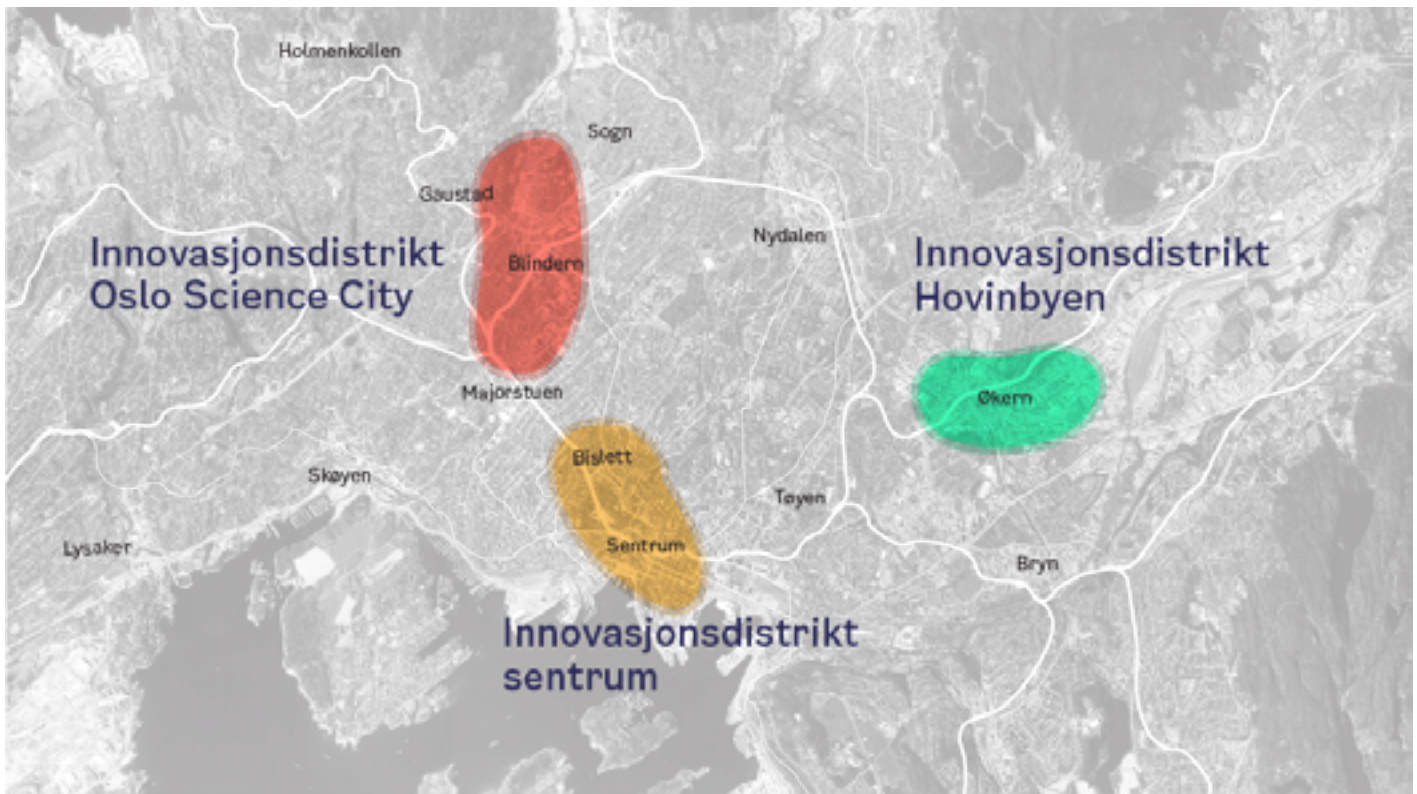 Holmenkollen
Sogn
Gaustad
Nydalen
Innovasjonsdistrikt
Oslo Science City
Blindern
Innovasjonsdistrikt
Hovinbyen
Majorstuen
Økern
Bislett
Skøyen
Tøyen
Sentrum
Lysaker
Bryn
Innovasjonsdistrikt
sentrum